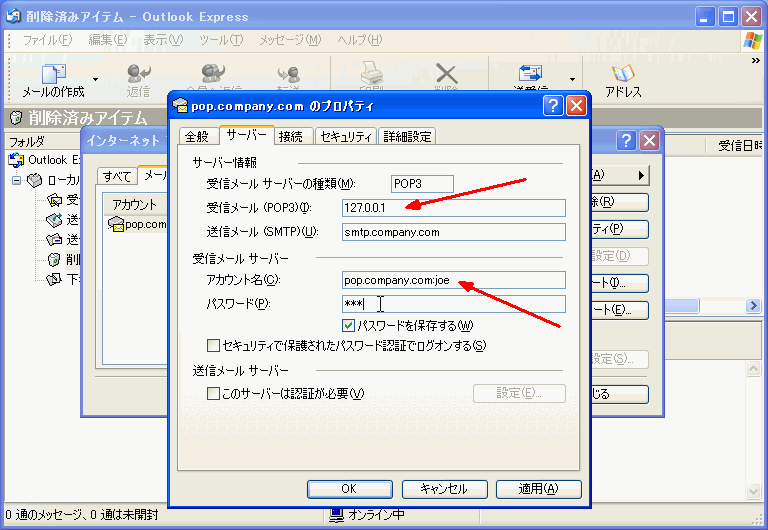 削除済みアイテム - Outlook Express
ファイル(F) 編集(E) 表示(V) ツール(T) メッセージ(M) ヘルプ(H)
メールの作成 返信 全員へ返信 転送 印刷 削除 送受信 アドレス
削除済みアイテム
フォルダ
受信日時
Outlook E
ローカ
受
送
送
削
下
インターネット
すべて メー
アカウント
pop.com
(A)
除(R)
ティ(P)
設定(D)
ート(I)...
ート(E)...
設定(S)...
じる
pop.company.com のプロパティ
全般 サーバー 接続 セキュリティ 詳細設定
サーバー情報
受信メール サーバーの種類(M): POP3
受信メール (POP3)(I): 127.0.0.1
送信メール (SMTP)(U): smtp.company.com
受信メール サーバー
アカウント名(C): pop.company.com:joe
パスワード(P): ***
パスワードを保存する(W)
セキュリティで保護されたパスワード認証でログオンする(S)
送信メール サーバー
このサーバーは認証が必要(V) 設定(E)...
OK キャンセル 適用(A)
0 通のメッセージ、0 通は未開封 オンライン中